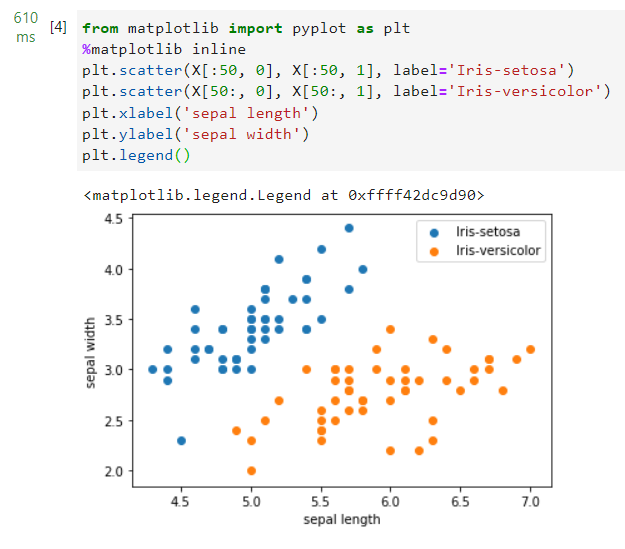 610
ms
[4]
from matplotlib import pyplot as plt
%matplotlib inline
plt.scatter(X[:50, 0], X[:50, 1], label='Iris-setosa')
plt.scatter(X[50:, 0], X[50:, 1], label='Iris-versicolor')
plt.xlabel('sepal length')
plt.ylabel('sepal width')
plt.legend()
<matplotlib.legend.Legend at 0xffff42dc9d90>
Iris-setosa
Iris-versicolor
sepal width
4.5
4.0
3.5
3.0
2.5
2.0
4.5 5.0 5.5 6.0 6.5 7.0
sepal length